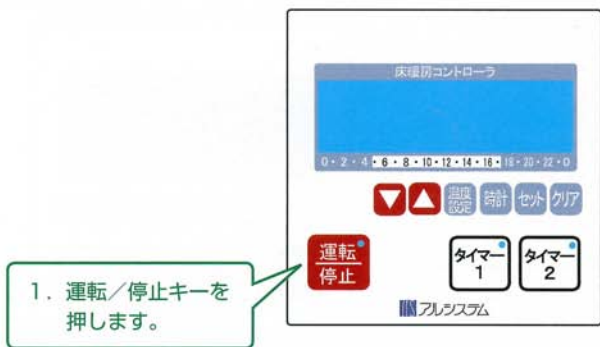 床暖房コントローラ
0・2・4・6・8・10・12・14・16・18・20・22・0
温度
設定
時計
セット
クリア
運転
停止
タイマー
1
タイマー
2
アルシステム
1. 運転／停止キーを
押します。